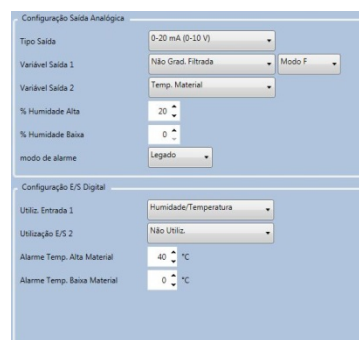 Configuração Saída Analógica
Tipo Saída 0-20 mA (0-10 V)
Variável Saída 1 Não Grad. Filtrada Modo F
Variável Saída 2 Temp. Material
% Humidade Alta 20
% Humidade Baixa 0
modo de alarme Legado
Configuração E/S Digital
Utiliz. Entrada 1 Humidade/Temperatura
Utilização E/S 2 Não Utiliz.
Alarme Temp. Alta Material 40 °C
Alarme Temp. Baixa Material 0 °C